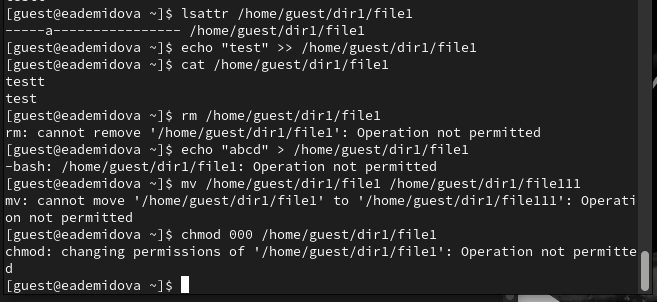 [guest@eademidova ~]$ lsattr /home/guest/dir1/file1
-----a---------------- /home/guest/dir1/file1
[guest@eademidova ~]$ echo "test" >> /home/guest/dir1/file1
[guest@eademidova ~]$ cat /home/guest/dir1/file1
testt
test
[guest@eademidova ~]$ rm /home/guest/dir1/file1
rm: cannot remove '/home/guest/dir1/file1': Operation not permitted
[guest@eademidova ~]$ echo "abcd" > /home/guest/dir1/file1
-bash: /home/guest/dir1/file1: Operation not permitted
[guest@eademidova ~]$ mv /home/guest/dir1/file1 /home/guest/dir1/file111
mv: cannot move '/home/guest/dir1/file1' to '/home/guest/dir1/file111': Operati
on not permitted
[guest@eademidova ~]$ chmod 000 /home/guest/dir1/file1
chmod: changing permissions of '/home/guest/dir1/file1': Operation not permitte
d
[guest@eademidova ~]$